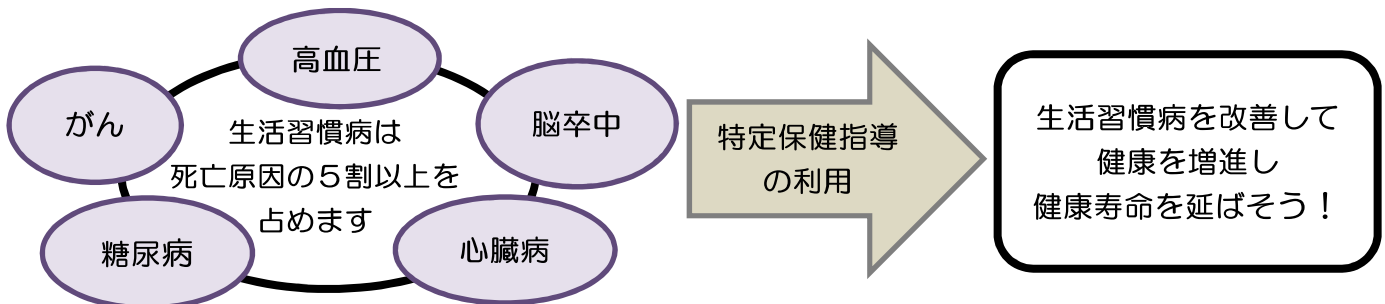 高血圧
がん
脳卒中
生活習慣病は
死亡原因の５割以上を
占めます
糖尿病
心臓病
特定保健指導
の利用
生活習慣病を改善して
健康を増進し
健康寿命を延ばそう！